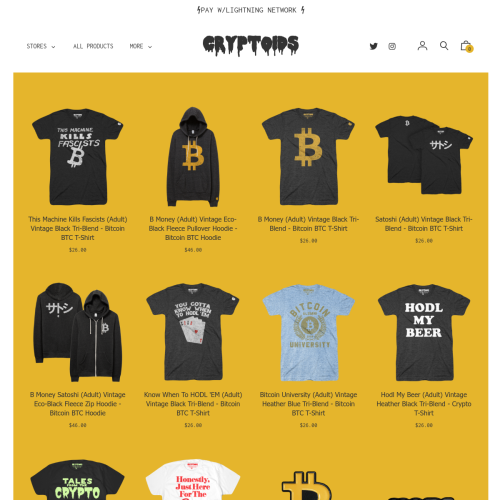 ⚡PAY W/LIGHTNING NETWORK ⚡
STORES ALL PRODUCTS MORE
CRYPTOIDS
0
THIS MACHINE
KILLS
FASCISTS
This Machine Kills Fascists (Adult)
Vintage Black Tri-Blend - Bitcoin
BTC T-Shirt
$26.00
B Money (Adult) Vintage Eco-
Black Fleece Pullover Hoodie -
Bitcoin BTC Hoodie
$46.00
B Money (Adult) Vintage Black Tri-
Blend - Bitcoin BTC T-Shirt
$26.00
サトシ
Satoshi (Adult) Vintage Black Tri-
Blend - Bitcoin BTC T-Shirt
$26.00
サトシ
B Money Satoshi (Adult) Vintage
Eco-Black Fleece Zip Hoodie -
Bitcoin BTC Hoodie
$46.00
YOU GOTTA
KNOW WHEN
TO HODL 'EM
Know When To HODL 'EM (Adult)
Vintage Black Tri-Blend - Bitcoin
BTC T-Shirt
$26.00
BITCOIN
UNIVERSITY
Bitcoin University (Adult) Vintage
Heather Blue Tri-Blend - Bitcoin
BTC T-Shirt
$26.00
HODL
MY
BEER
Hodl My Beer (Adult) Vintage
Heather Black Tri-Blend - Crypto
T-Shirt
$26.00
TALES
FROM THE
CRYPTO
Honestly,
Just Here
For The